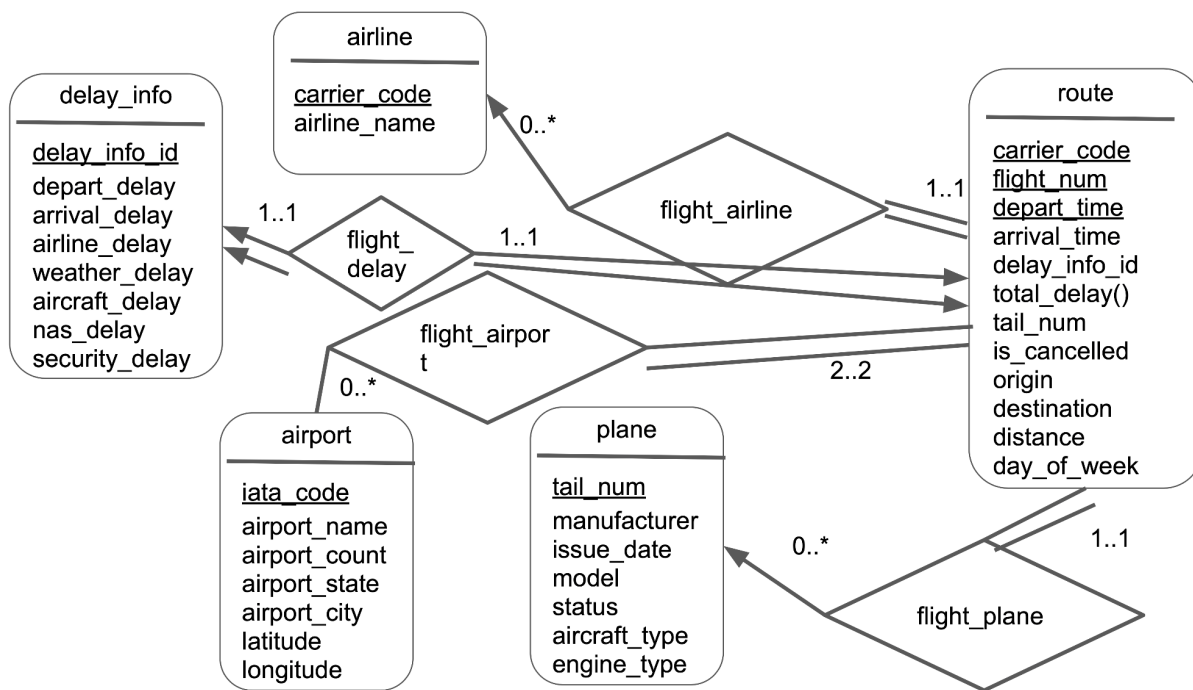 airline
carrier_code
airline_name
delay_info
delay_info_id
depart_delay
arrival_delay
airline_delay
weather_delay
aircraft_delay
nas_delay
security_delay
route
carrier_code
flight_num
depart_time
arrival_time
delay_info_id
total_delay()
tail_num
is_cancelled
origin
destination
distance
day_of_week
0..*
flight_airline
1..1
1..1
flight_
delay
1..1
flight_airpor
t
0..*
2..2
airport
iata_code
airport_name
airport_count
airport_state
airport_city
latitude
longitude
plane
tail_num
manufacturer
issue_date
model
status
aircraft_type
engine_type
0..*
1..1
flight_plane